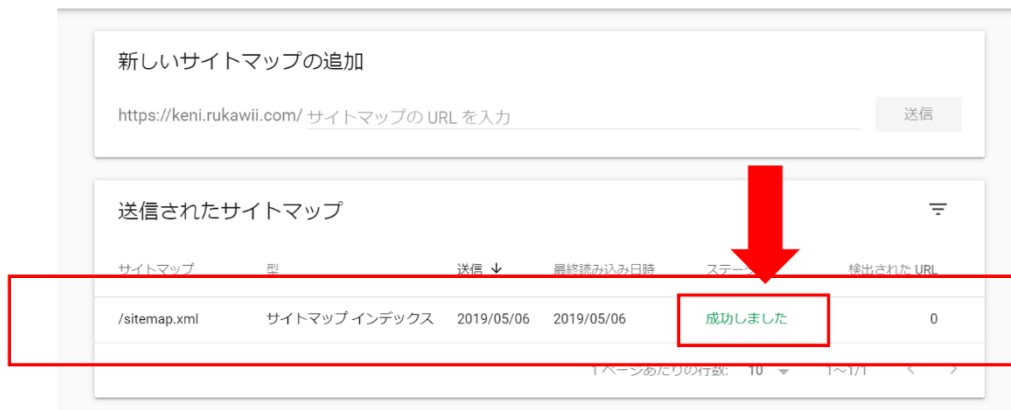 新しいサイトマップの追加
https://keni.rukawii.com/ サイトマップの URL を入力 送信
送信されたサイトマップ
サイトマップ 型 送信 最終読み込み日時 検出された URL
/sitemap.xml サイトマップ インデックス 2019/05/06 2019/05/06 成功しました 0
1 ページあたりの行数: 10 1~1/1